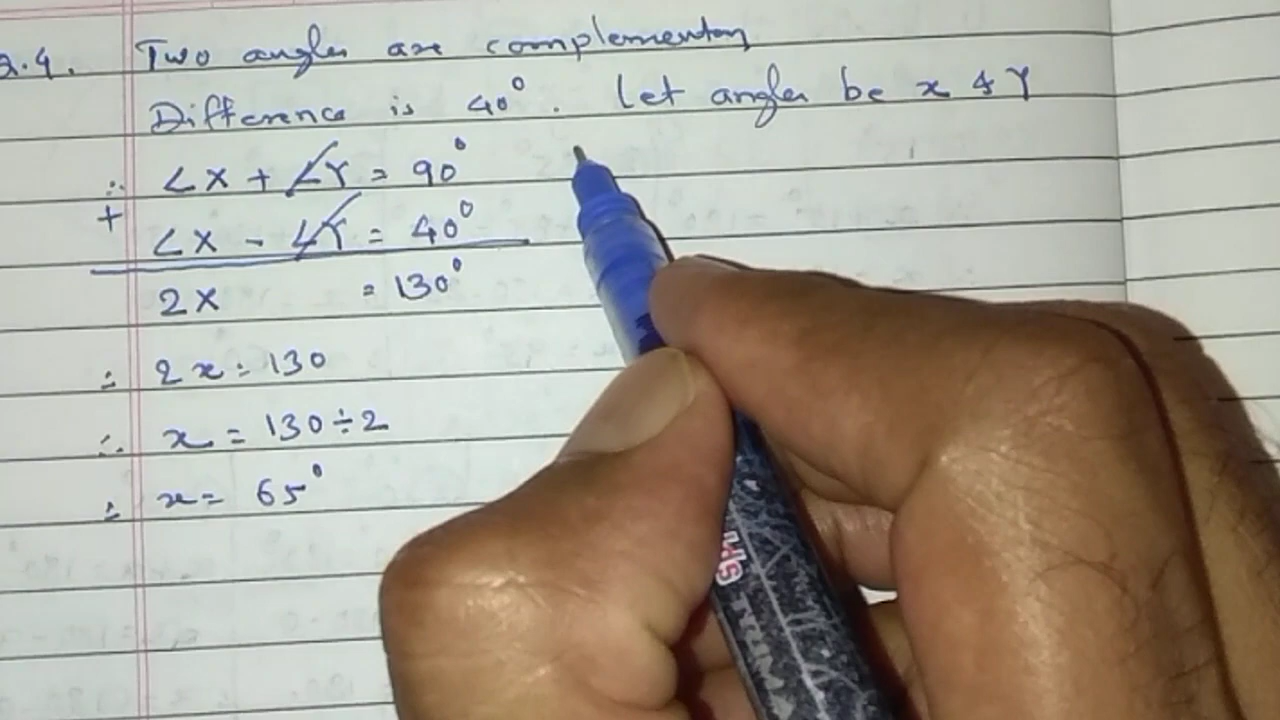 Q.4. Two angles are complementary
Difference is 40°. Let angles be x & Y
∴ ∠X + ∠Y = 90°
+ ∠X - ∠Y = 40°
2X = 130°
∴ 2x = 130
∴ x = 130 ÷ 2
∴ x = 65°
TRIMAX